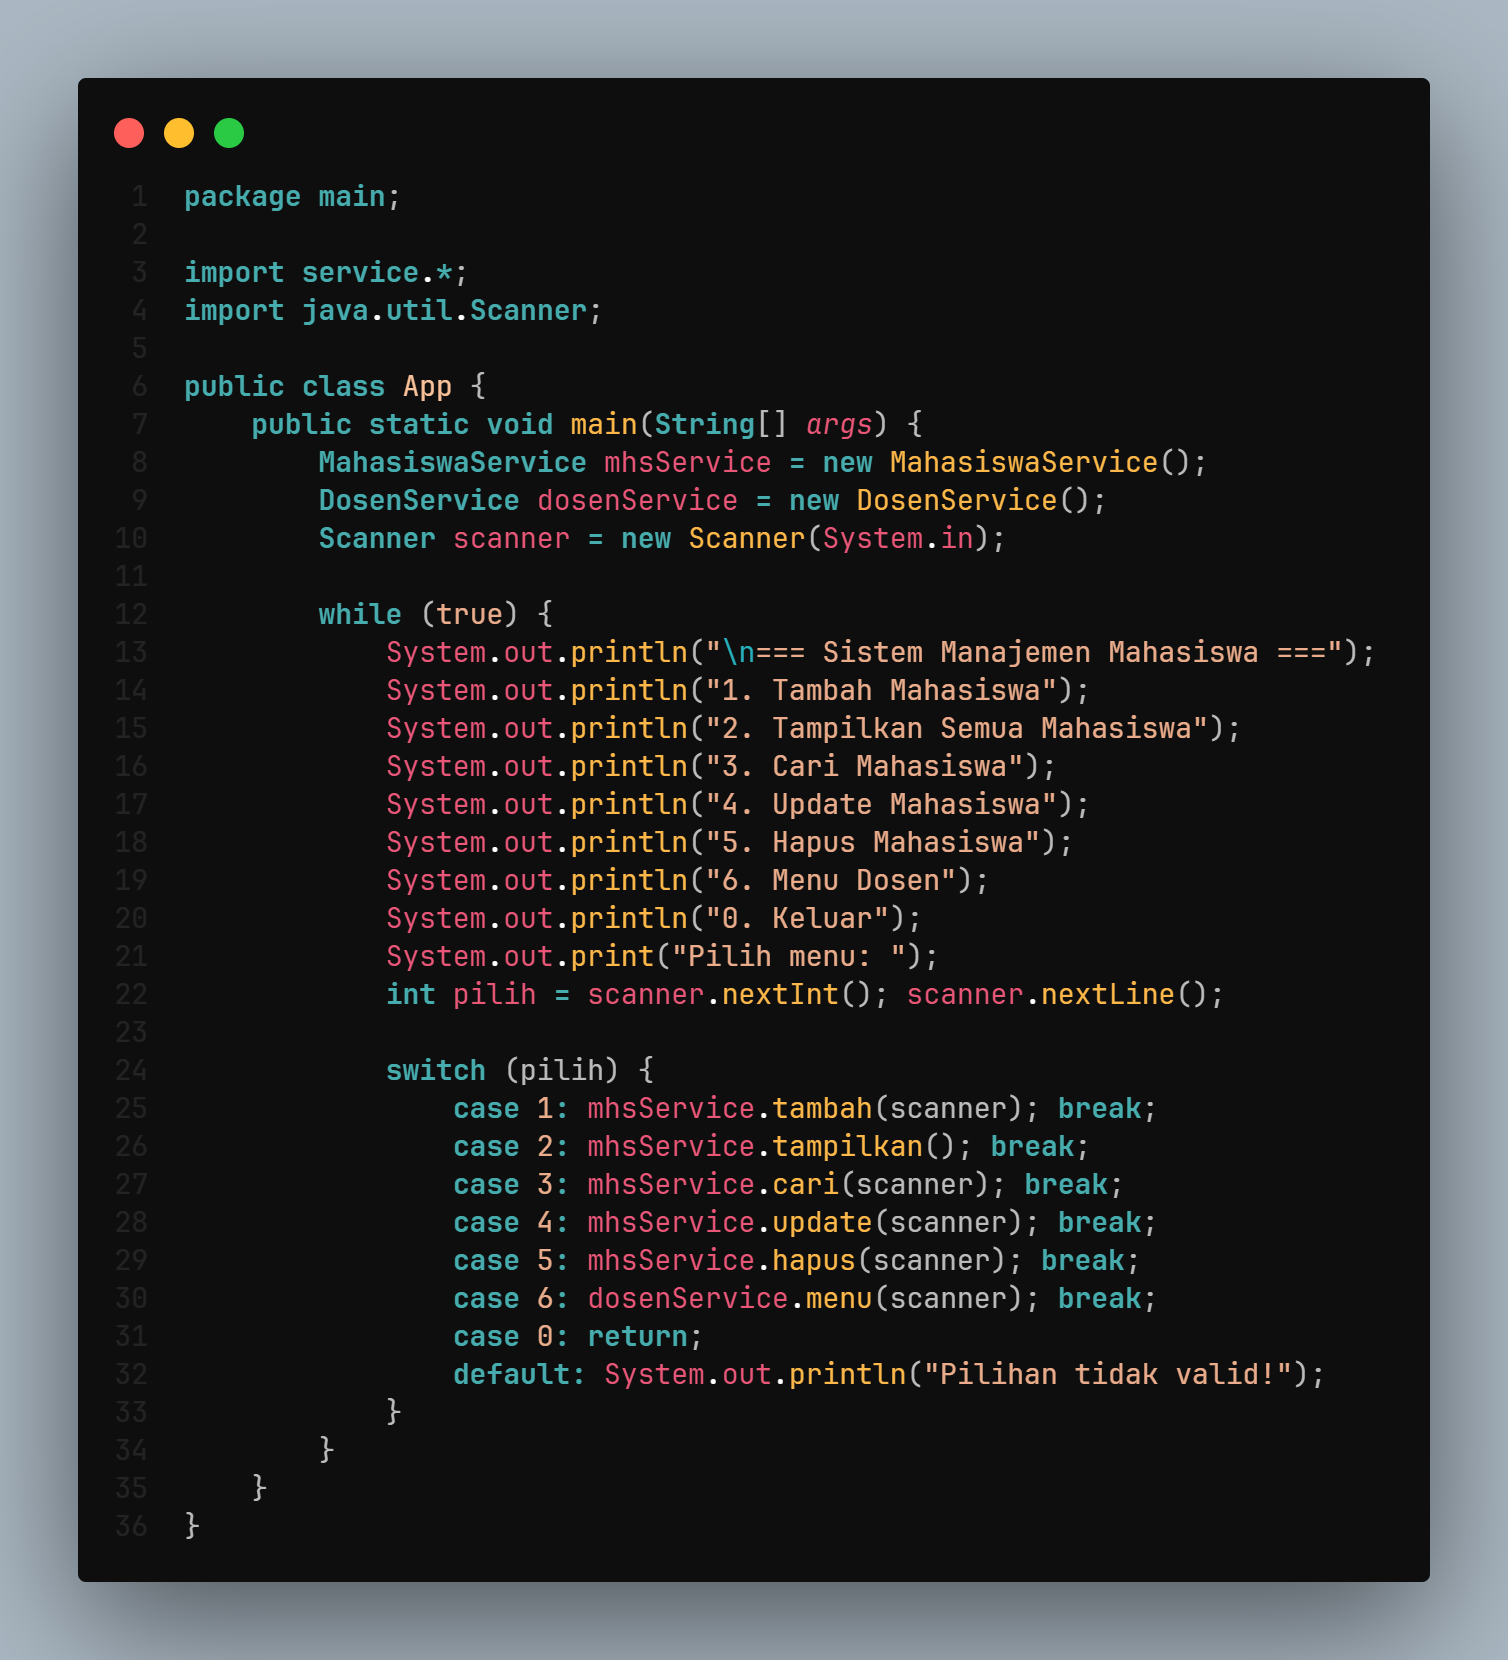 1 package main;
2
3 import service.*;
4 import java.util.Scanner;
5
6 public class App {
7     public static void main(String[] args) {
8         MahasiswaService mhsService = new MahasiswaService();
9         DosenService dosenService = new DosenService();
10         Scanner scanner = new Scanner(System.in);
11
12         while (true) {
13             System.out.println("\n=== Sistem Manajemen Mahasiswa ===");
14             System.out.println("1. Tambah Mahasiswa");
15             System.out.println("2. Tampilkan Semua Mahasiswa");
16             System.out.println("3. Cari Mahasiswa");
17             System.out.println("4. Update Mahasiswa");
18             System.out.println("5. Hapus Mahasiswa");
19             System.out.println("6. Menu Dosen");
20             System.out.println("0. Keluar");
21             System.out.print("Pilih menu: ");
22             int pilih = scanner.nextInt(); scanner.nextLine();
23
24             switch (pilih) {
25                 case 1: mhsService.tambah(scanner); break;
26                 case 2: mhsService.tampilkan(); break;
27                 case 3: mhsService.cari(scanner); break;
28                 case 4: mhsService.update(scanner); break;
29                 case 5: mhsService.hapus(scanner); break;
30                 case 6: dosenService.menu(scanner); break;
31                 case 0: return;
32                 default: System.out.println("Pilihan tidak valid!");
33             }
34         }
35     }
36 }